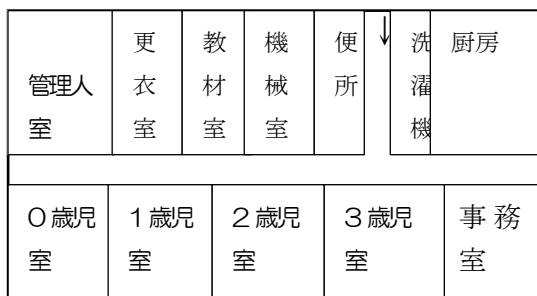 管理人室
更衣室
教材室
機械室
便所
↓
洗濯機
厨房
０歳児室
１歳児室
２歳児室
３歳児室
事務室